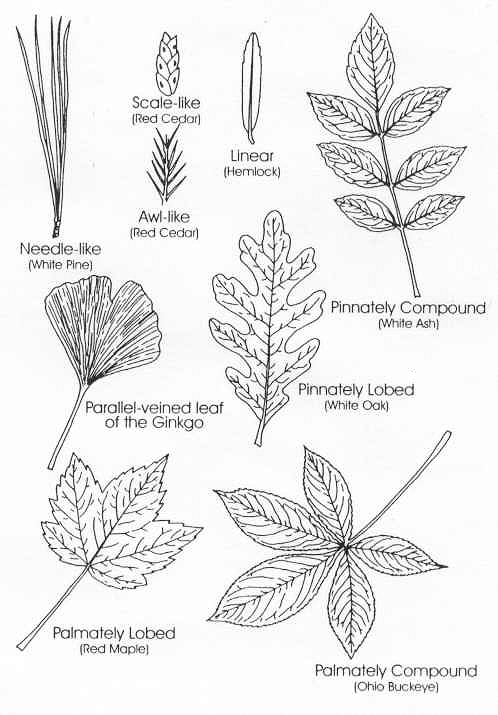 Scale-like
(Red Cedar)
Linear
(Hemlock)
Awl-like
(Red Cedar)
Needle-like
(White Pine)
Pinnately Compound
(White Ash)
Pinnately Lobed
(White Oak)
Parallel-veined leaf
of the Ginkgo
Palmately Lobed
(Red Maple)
Palmately Compound
(Ohio Buckeye)